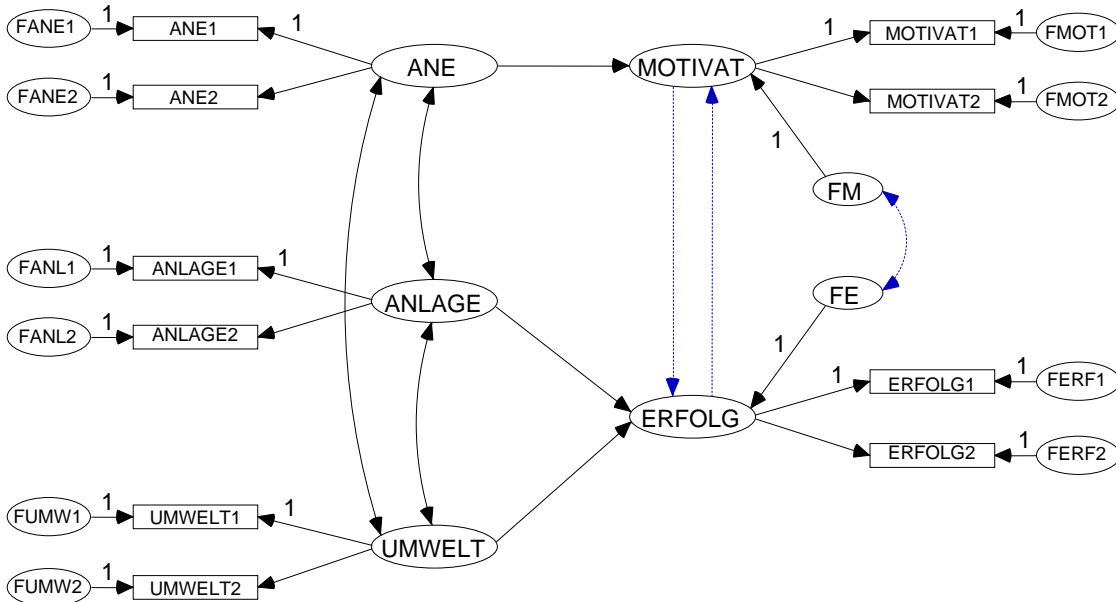 FANE1 1 ANE1 1
FANE2 1 ANE2
ANE
MOTIVAT
1 MOTIVAT1 1 FMOT1
MOTIVAT2 1 FMOT2
1
FM
FANL1 1 ANLAGE1 1
FANL2 1 ANLAGE2
ANLAGE
FE
1
ERFOLG
1 ERFOLG1 1 FERF1
ERFOLG2 1 FERF2
FUMW1 1 UMWELT1 1
FUMW2 1 UMWELT2
UMWELT